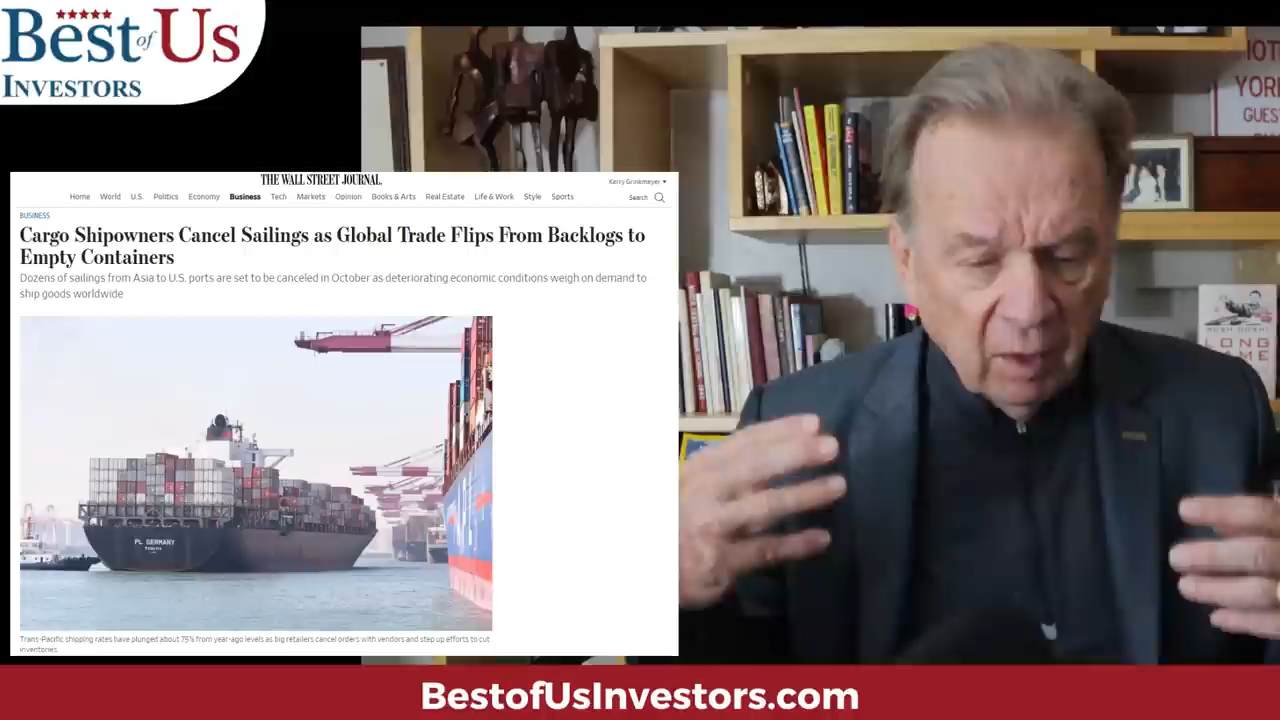 Best of Us
INVESTORS
THE WALL STREET JOURNAL.
Kerry Grinkmeyer
Home World U.S. Politics Economy Business Tech Markets Opinion Books & Arts Real Estate Life & Work Style Sports
Search
BUSINESS
Cargo Shipowners Cancel Sailings as Global Trade Flips From Backlogs to
Empty Containers
Dozens of sailings from Asia to U.S. ports are set to be canceled in October as deteriorating economic conditions weigh on demand to
ship goods worldwide
PL GERMANY
Trans-Pacific shipping rates have plunged about 75% from year-ago levels as big retailers cancel orders with vendors and step up efforts to cut
inventories.
YORK
GUES
LONG
GAME
BestofUsInvestors.com